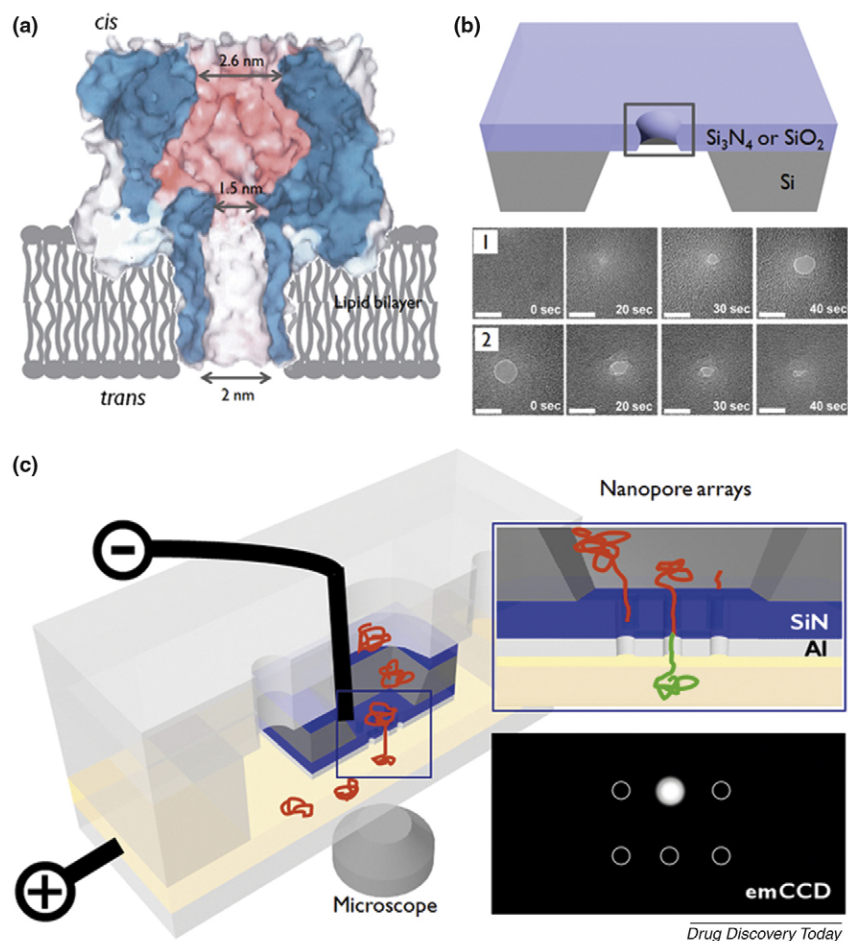 (a)
cis
2.6 nm
1.5 nm
Lipid bilayer
trans
2 nm
(b)
Si₃N₄ or SiO₂
Si
1
0 sec
20 sec
30 sec
40 sec
2
0 sec
20 sec
30 sec
40 sec
(c)
−
+
Microscope
Nanopore arrays
SiN
Al
emCCD
Drug Discovery Today